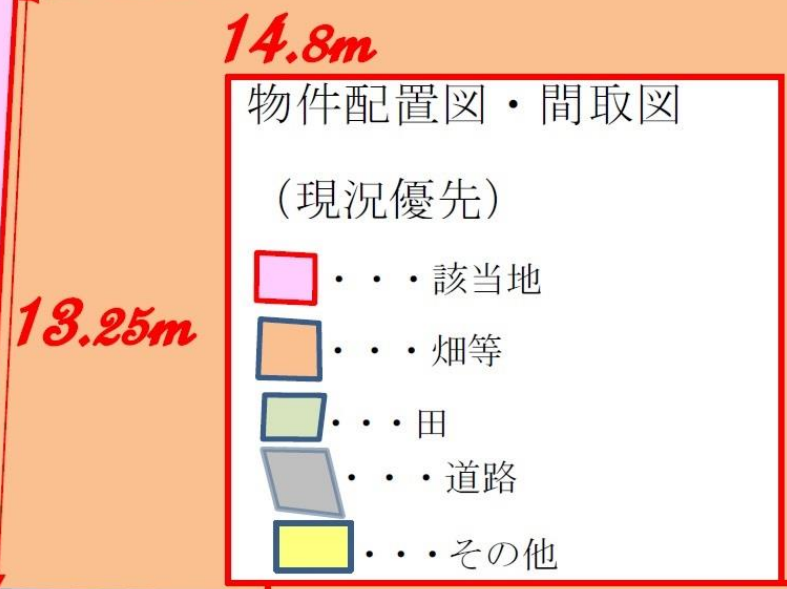 14.8m
物件配置図・間取図
（現況優先）
・・・該当地
13.25m
・・・畑等
・・・田
・・・道路
・・・その他